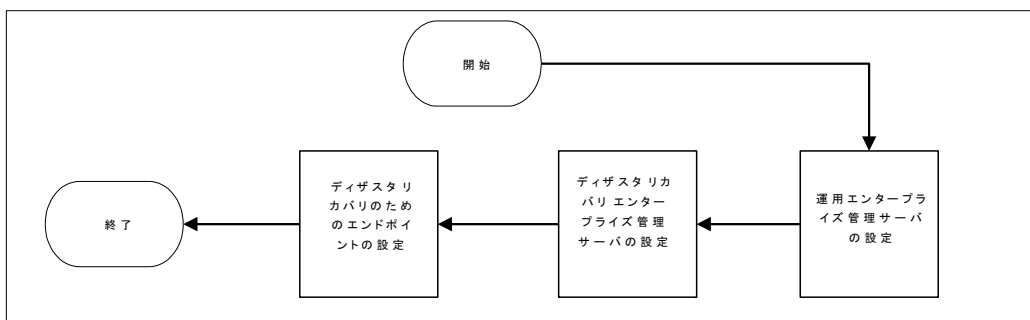 開始
運用エンタープラ
イズ管理サーバ
の設定
ディザスタリカ
バリエンター
プライズ管理
サーバの設定
ディザスタリ
カバリのため
のエンドポイ
ントの設定
終了